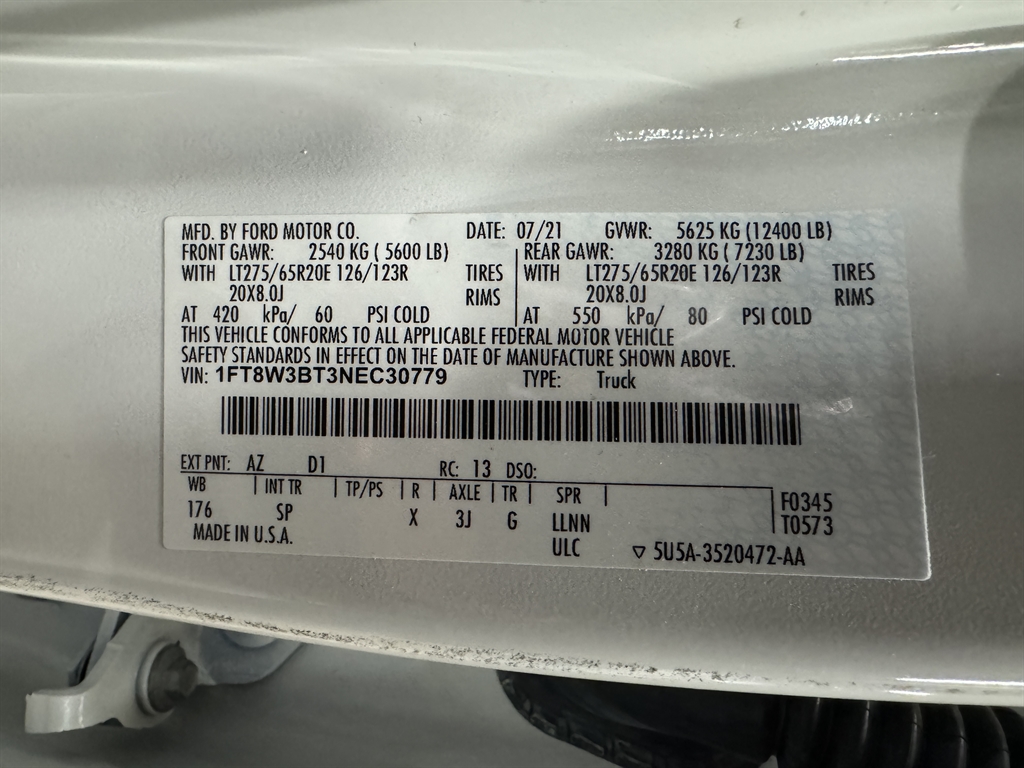 MFD. BY FORD MOTOR CO. DATE: 07/21 GVWR: 5625 KG (12400 LB)
FRONT GAWR: 2540 KG ( 5600 LB) REAR GAWR: 3280 KG ( 7230 LB)
WITH LT275/65R20E 126/123R TIRES WITH LT275/65R20E 126/123R TIRES
20X8.0J RIMS 20X8.0J RIMS
AT 420 kPa/ 60 PSI COLD AT 550 kPa/ 80 PSI COLD
THIS VEHICLE CONFORMS TO ALL APPLICABLE FEDERAL MOTOR VEHICLE
SAFETY STANDARDS IN EFFECT ON THE DATE OF MANUFACTURE SHOWN ABOVE.
VIN: 1FT8W3BT3NEC30779 TYPE: Truck
EXT PNT: AZ D1 RC: 13 DSO:
WB INT TR TP/PS R AXLE TR SPR F0345
176 SP X 3J G LLNN T0573
MADE IN U.S.A. ULC ▽ 5U5A-3520472-AA